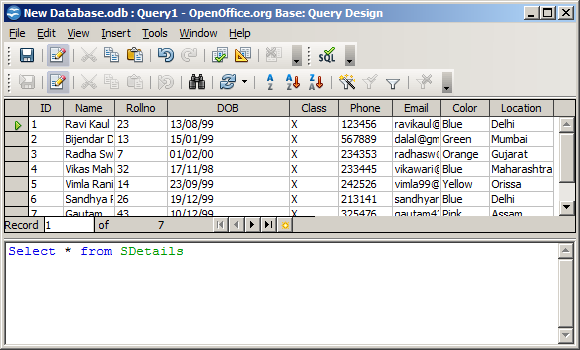 New Database.odb : Query1 - OpenOffice.org Base: Query Design
File Edit View Insert Tools Window Help
SQL
A Z A Z Z A
ID Name Rollno DOB Class Phone Email Color Location
1 Ravi Kaul 23 13/08/99 X 123456 ravikaul@ Blue Delhi
2 Bijendar D 13 15/01/99 X 567889 dalal@gm Green Mumbai
3 Radha Sw 7 01/02/00 X 234353 radhasw@ Orange Gujarat
4 Vikas Mah 32 17/11/98 X 233445 vikawari@ Blue Maharashtra
5 Vimla Rani 14 23/09/99 X 242526 vimla99@ Yellow Orissa
6 Sandhya 26 19/12/99 X 213141 sandhyar Blue Delhi
7 Gautam 43 10/12/99 X 325476 gautam4 Pink Assam
Record 1 of 7
Select * from SDetails